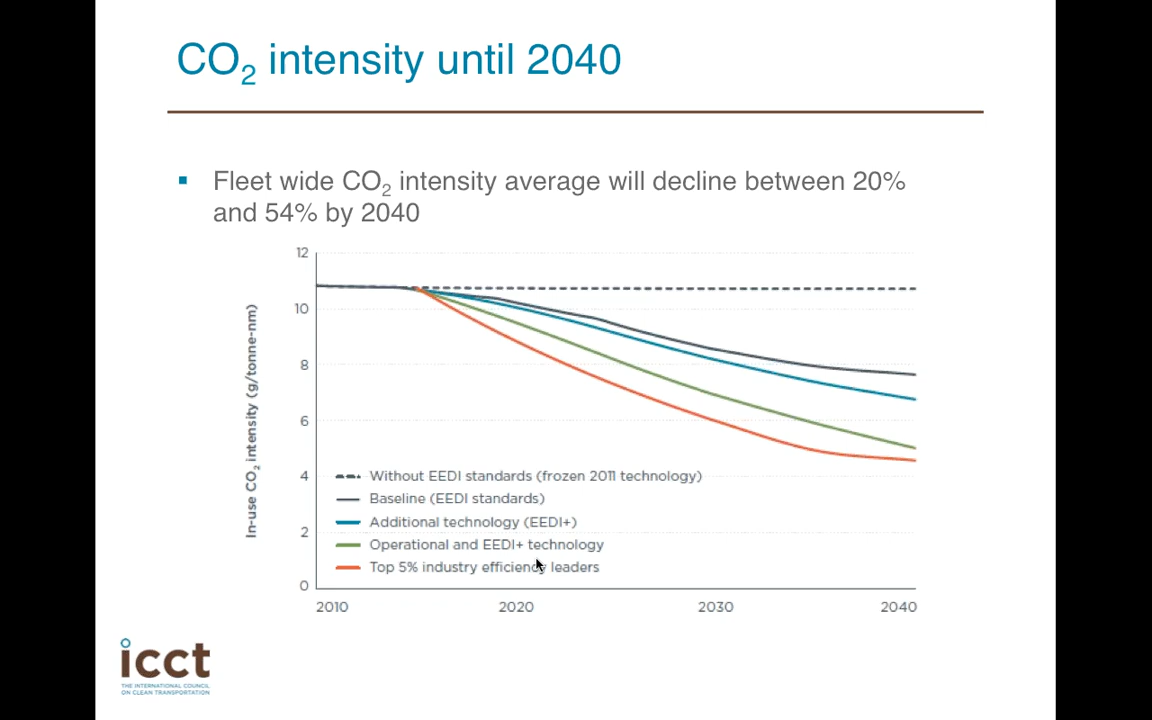 CO₂ intensity until 2040
▪ Fleet wide CO₂ intensity average will decline between 20%
and 54% by 2040
In-use CO₂ intensity (g/tonne-nm)
12
10
8
6
4
2
0
Without EEDI standards (frozen 2011 technology)
Baseline (EEDI standards)
Additional technology (EEDI+)
Operational and EEDI+ technology
Top 5% industry efficiency leaders
2010 2020 2030 2040
icct
THE INTERNATIONAL COUNCIL
ON CLEAN TRANSPORTATION